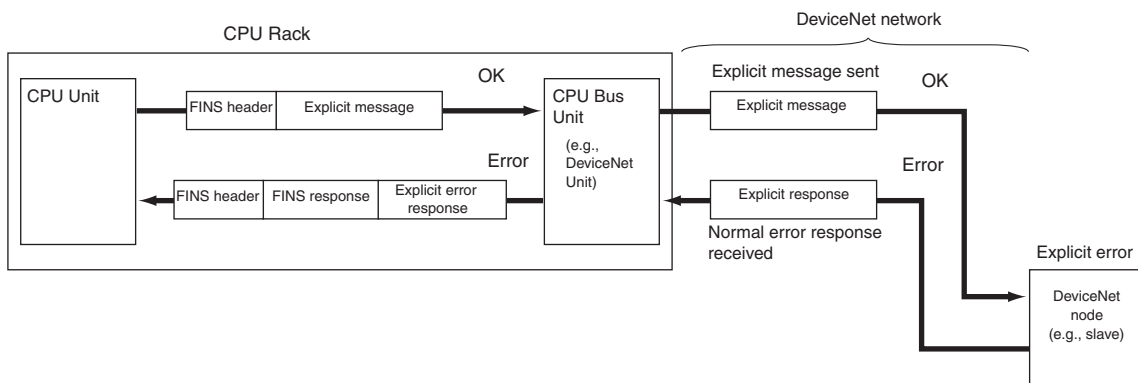 DeviceNet network
CPU Rack
CPU Unit
FINS header
Explicit message
OK
CPU Bus
Unit
(e.g.,
DeviceNet
Unit)
Explicit message sent
Explicit message
OK
Error
FINS header
FINS response
Explicit error
response
Explicit response
Error
Normal error response
received
Explicit error
DeviceNet
node
(e.g., slave)